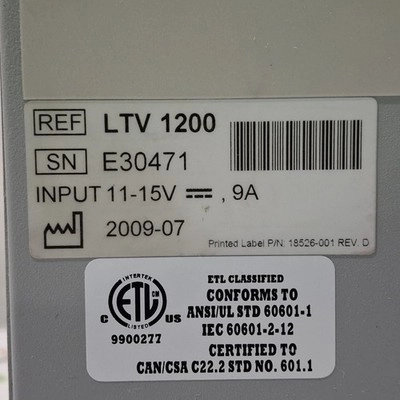 REF LTV 1200
SN E30471
INPUT 11-15V ⎓, 9A
2009-07
Printed Label P/N: 18526-001 REV. D
INTERTEK
ETL CM
C US
9900277
ETL CLASSIFIED
CONFORMS TO
ANSI/UL STD 60601-1
IEC 60601-2-12
CERTIFIED TO
CAN/CSA C22.2 STD NO. 601.1